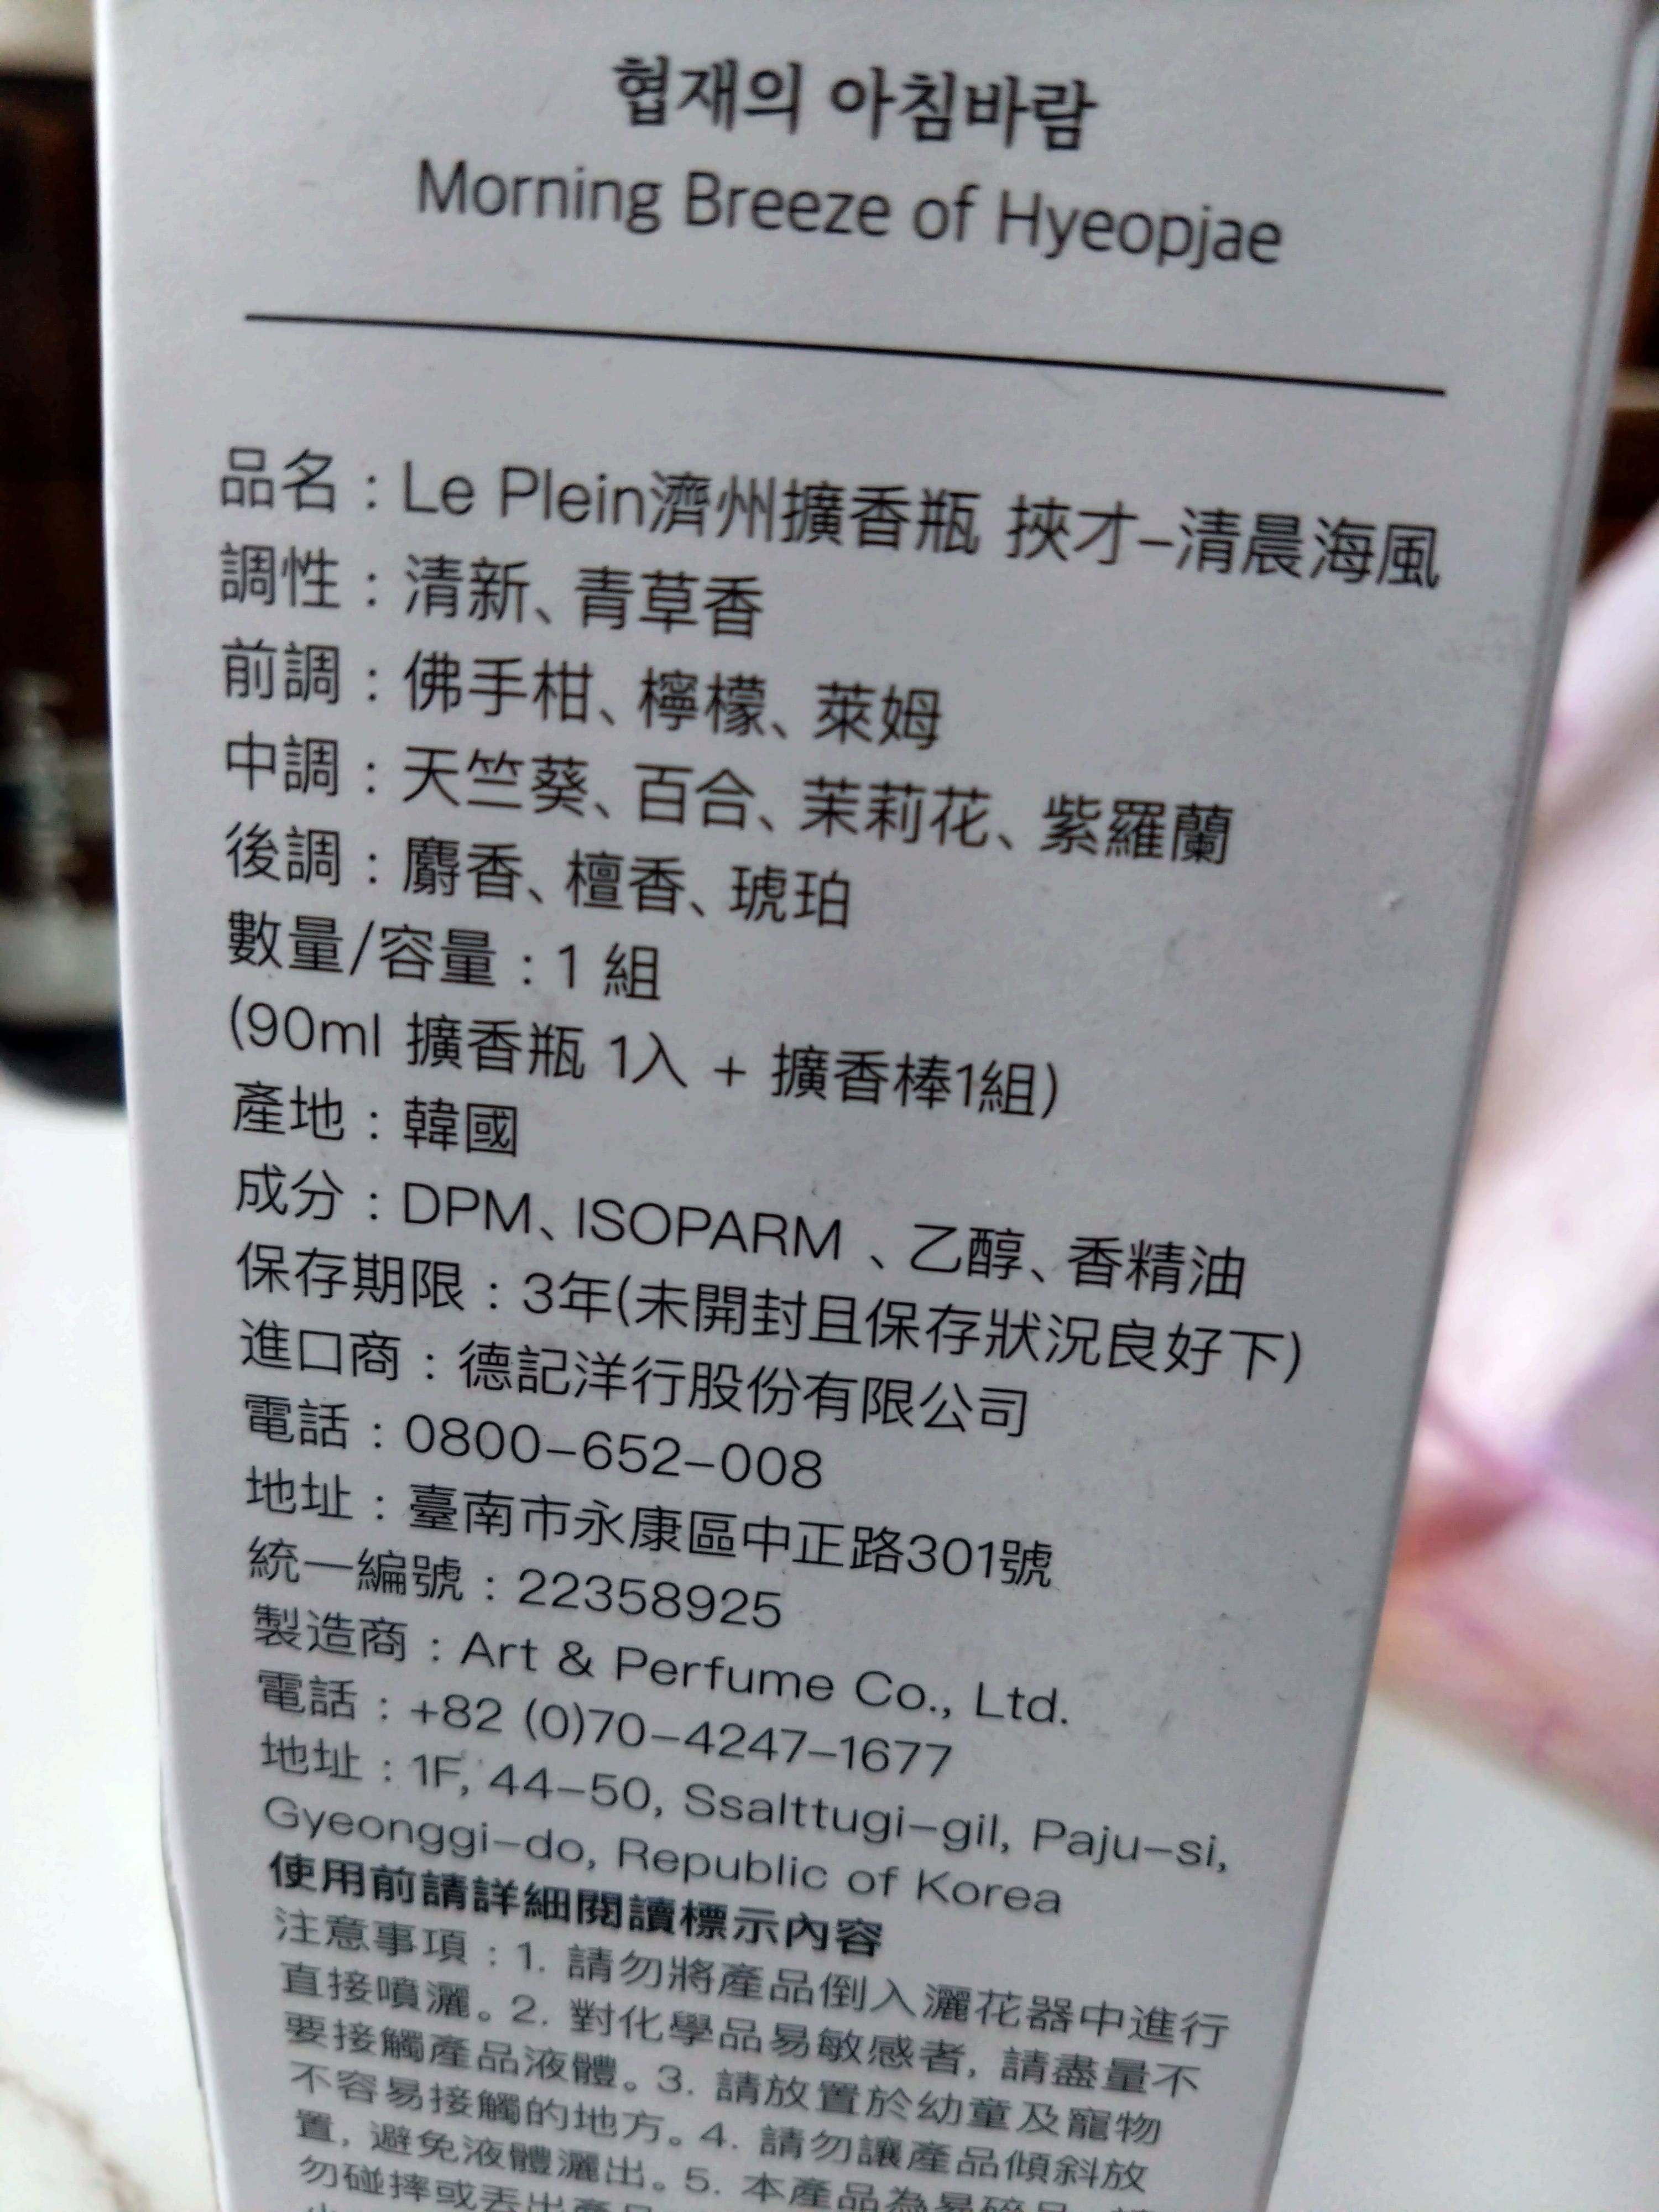 협재의 아침바람
Morning Breeze of Hyeopjae
品名：Le Plein濟州擴香瓶 挾才–清晨海風
調性：清新、青草香
前調：佛手柑、檸檬、萊姆
中調：天竺葵、百合、茉莉花、紫羅蘭
後調：麝香、檀香、琥珀
數量/容量：1 組
(90ml 擴香瓶 1入 + 擴香棒1組)
產地：韓國
成分：DPM、ISOPARM 、乙醇、香精油
保存期限：3年(未開封且保存狀況良好下)
進口商：德記洋行股份有限公司
電話：0800–652–008
地址：臺南市永康區中正路301號
統一編號：22358925
製造商：Art & Perfume Co., Ltd.
電話：+82 (0)70–4247–1677
地址：1F, 44–50, Ssalttugi–gil, Paju–si,
Gyeonggi–do, Republic of Korea
使用前請詳細閱讀標示內容
注意事項：1. 請勿將產品倒入灑花器中進行
直接噴灑。2. 對化學品易敏感者, 請盡量不
要接觸產品液體。3. 請放置於幼童及寵物
不容易接觸的地方。4. 請勿讓產品傾斜放
置, 避免液體灑出。5. 本產品為易碎品,
勿碰摔或丟出產品